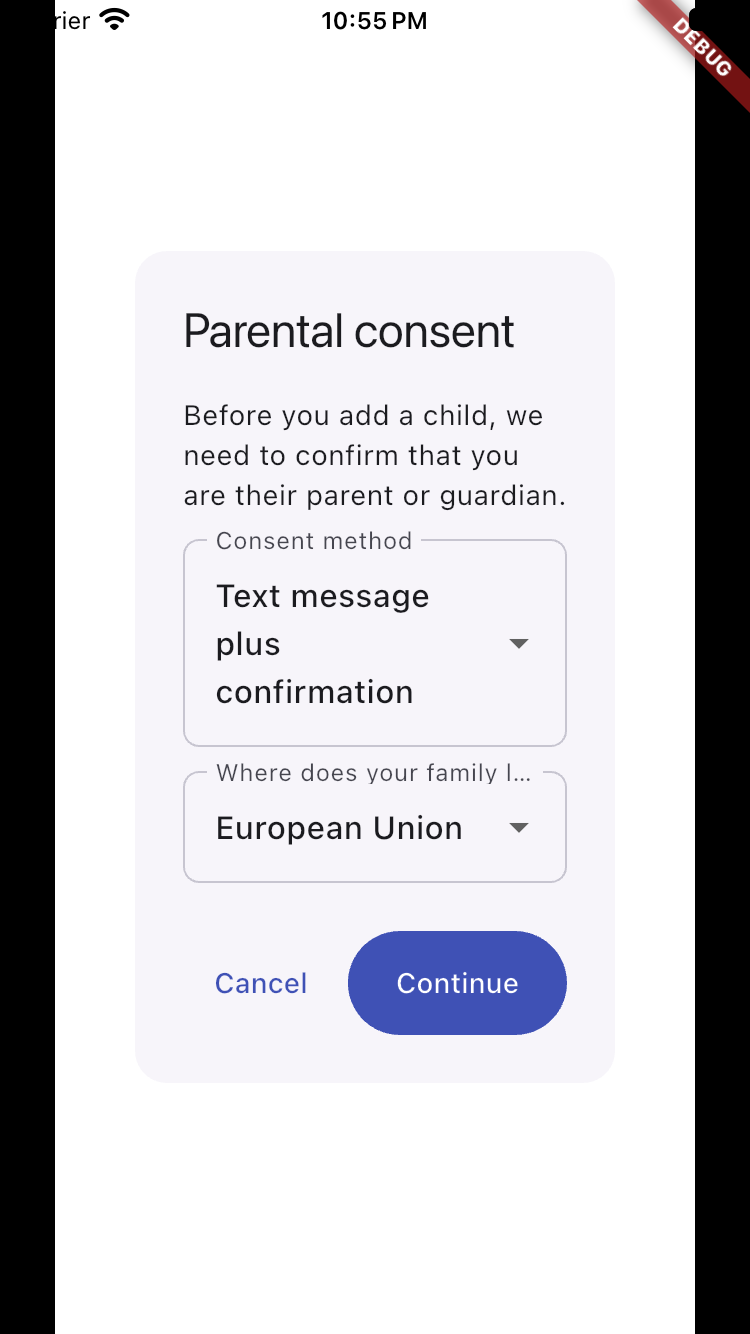 rier 10:55 PM
DEBUG
Parental consent
Before you add a child, we
need to confirm that you
are their parent or guardian.
Consent method
Text message
plus
confirmation
Where does your family l...
European Union
Cancel Continue